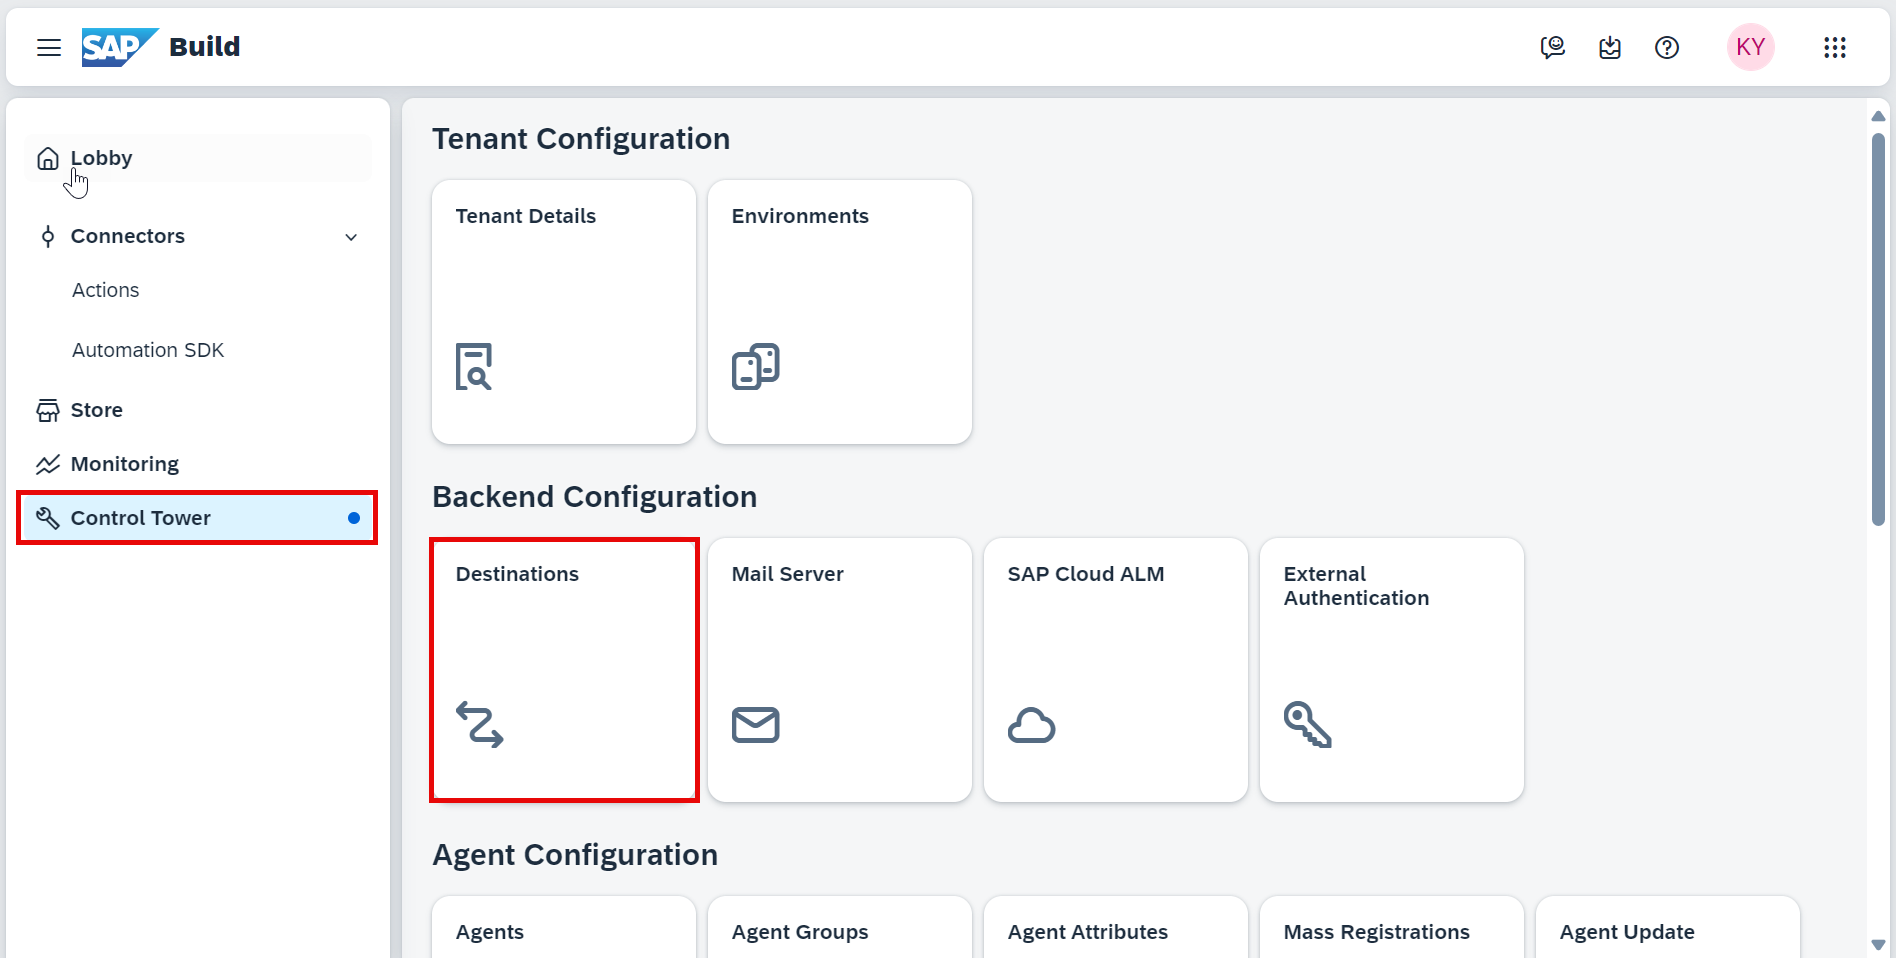 SAP Build
KY
Lobby
Connectors
Actions
Automation SDK
Store
Monitoring
Control Tower
Tenant Configuration
Tenant Details
Environments
Backend Configuration
Destinations
Mail Server
SAP Cloud ALM
External
Authentication
Agent Configuration
Agents
Agent Groups
Agent Attributes
Mass Registrations
Agent Update